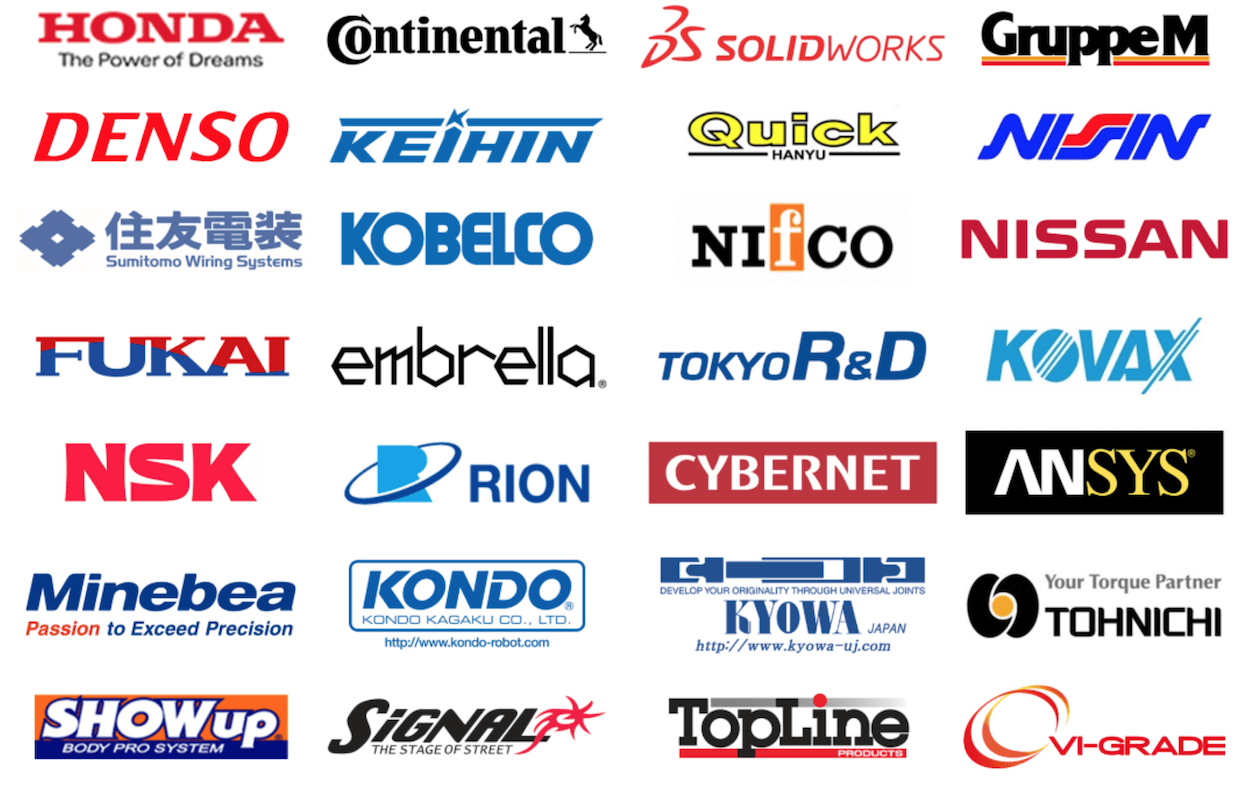 HONDA
The Power of Dreams
Continental
3DS SOLIDWORKS
GruppeM
DENSO
KEIHIN
Quick
HANYU
NISSIN
住友電装
Sumitomo Wiring Systems
KOBELCO
NIfCO
NISSAN
FUKAI
embrella®
TOKYO R&D
KOVAX
NSK
R RION
CYBERNET
ANSYS®
Minebea
Passion to Exceed Precision
KONDO®
KONDO KAGAKU CO., LTD.
http://www.kondo-robot.com
DEVELOP YOUR ORIGINALITY THROUGH UNIVERSAL JOINTS
KYOWA JAPAN
http://www.kyowa-uj.com
Your Torque Partner
TOHNICHI
SHOWup
BODY PRO SYSTEM
SiGNAL
THE STAGE OF STREET
TopLine
PRODUCTS
VI-GRADE